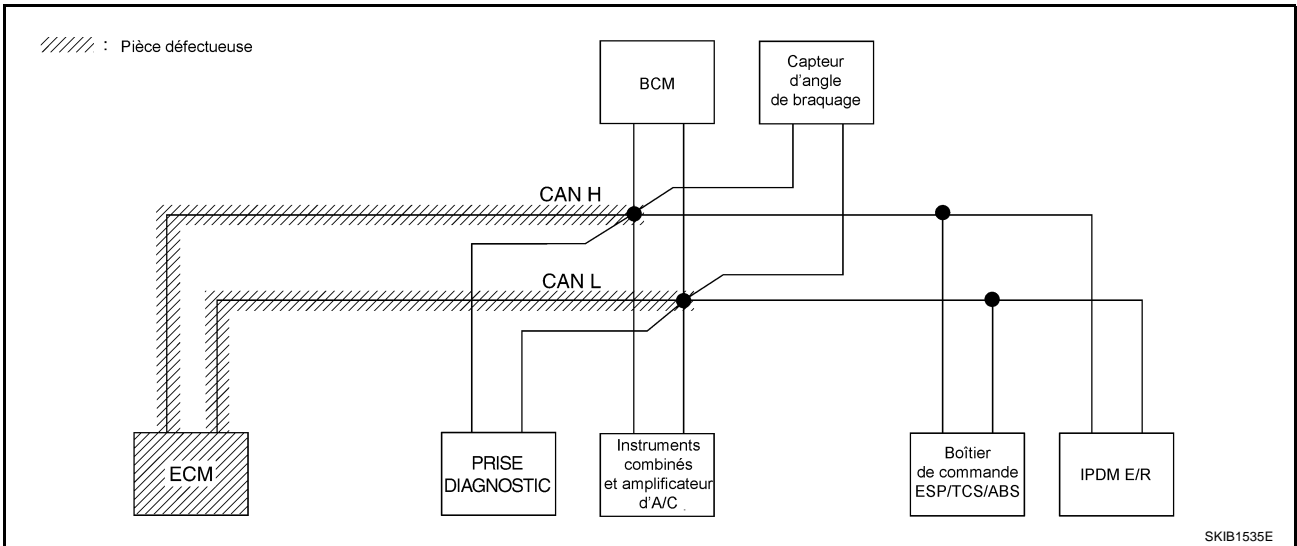 : Pièce défectueuse
BCM
Capteur
d'angle
de braquage
CAN H
CAN L
ECM
PRISE
DIAGNOSTIC
Instruments
combinés
et amplificateur
d'A/C .
Boîtier
de commande
ESP/TCS/ABS
IPDM E/R
SKIB1535E